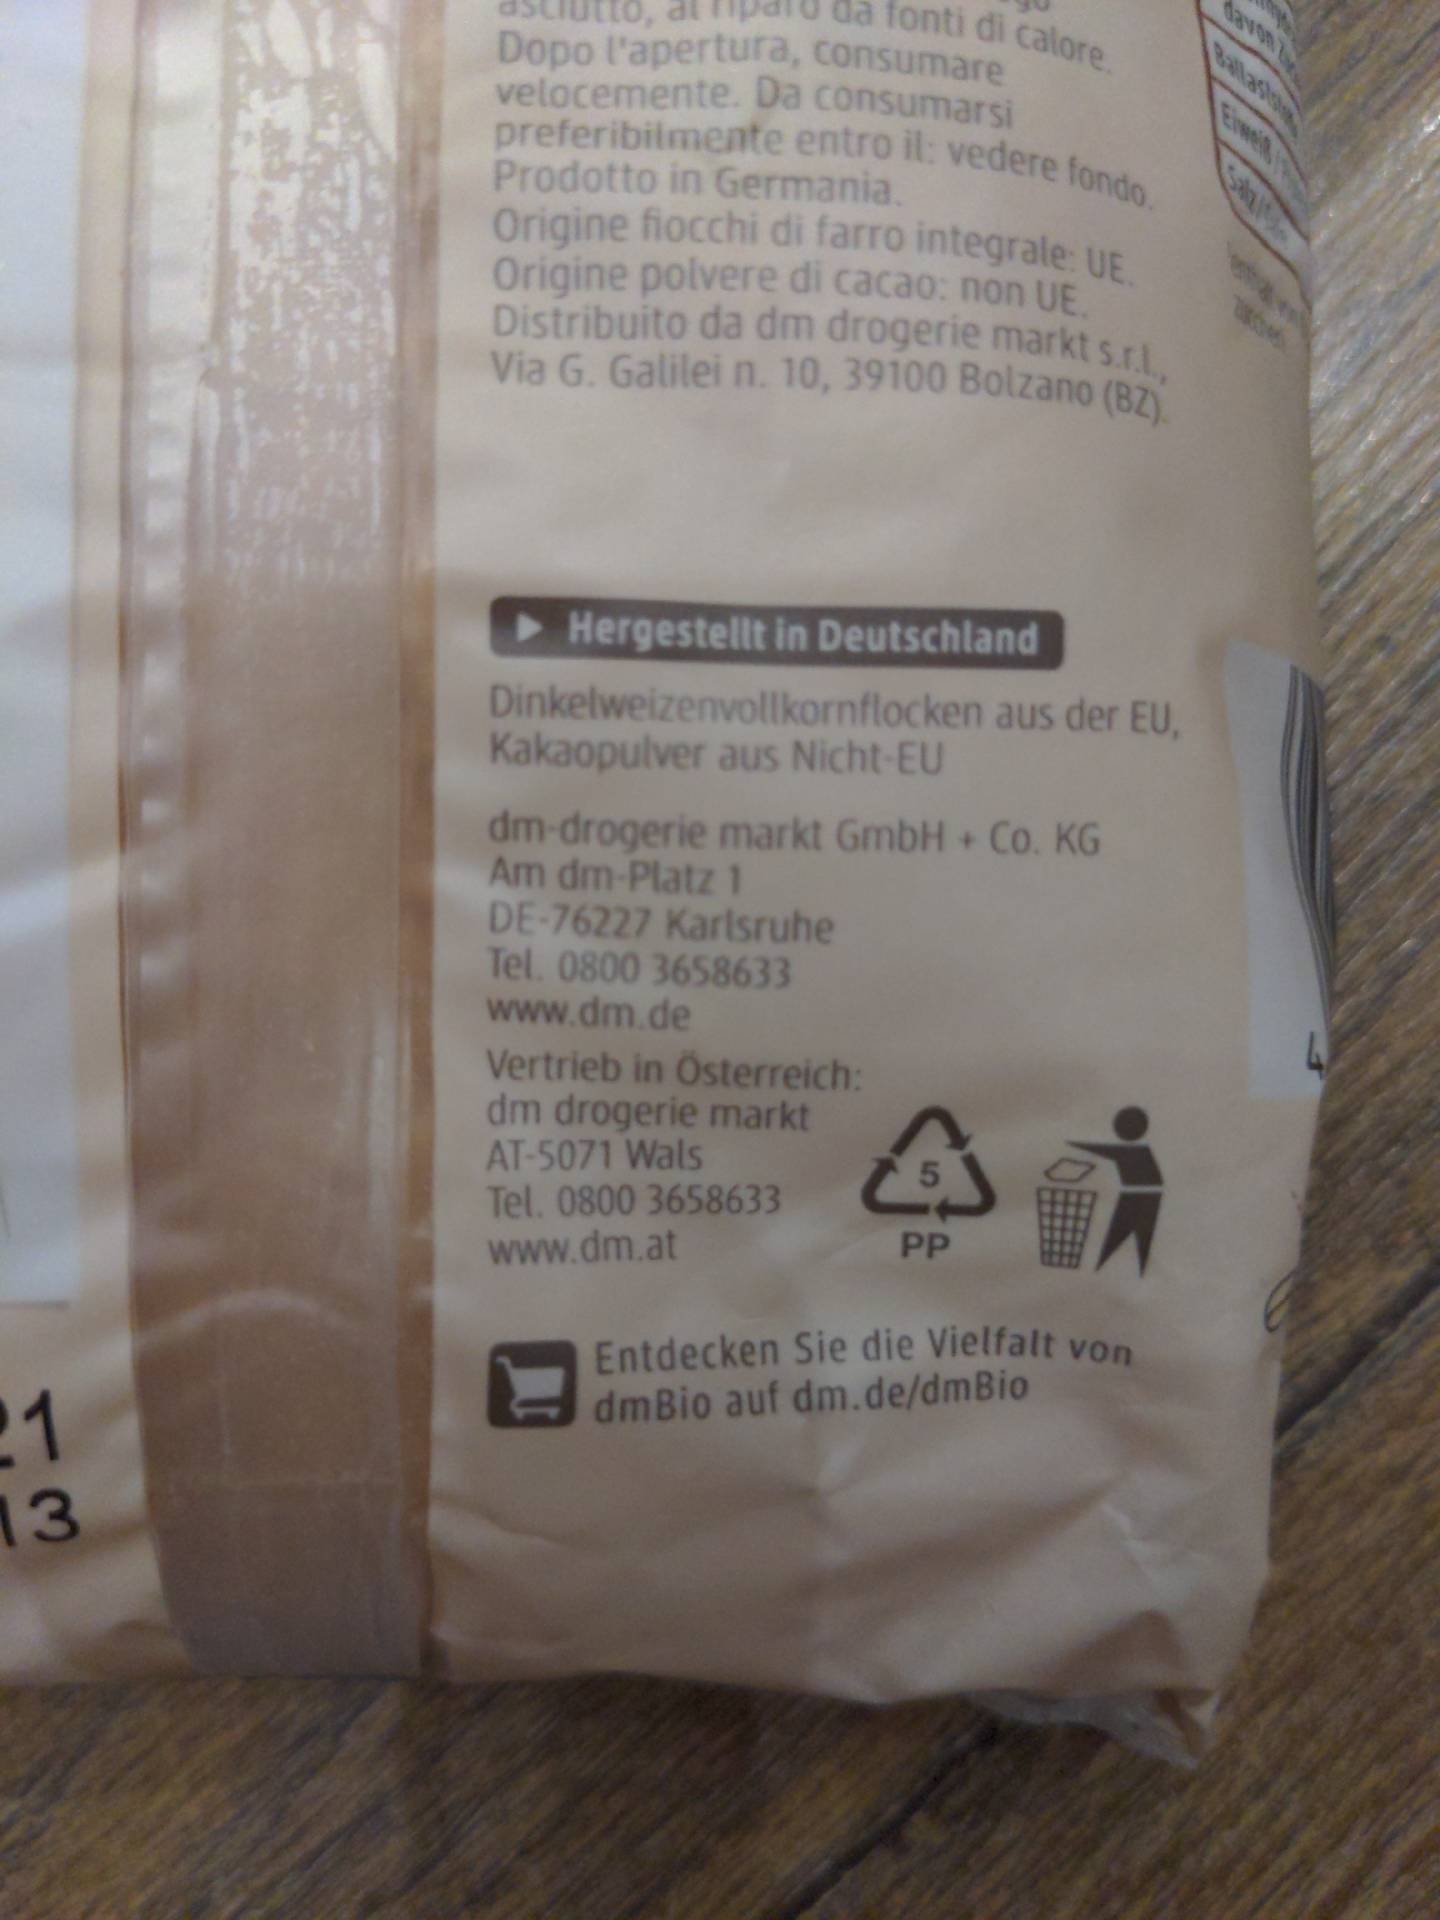 asciutto, al riparo da fonti di calore.
Dopo l'apertura, consumare
velocemente. Da consumarsi
preferibilmente entro il: vedere fondo.
Prodotto in Germania.
Origine fiocchi di farro integrale: UE.
Origine polvere di cacao: non UE.
Distribuito da dm drogerie markt s.r.l.,
Via G. Galilei n. 10, 39100 Bolzano (BZ).
Hergestellt in Deutschland
Dinkelweizenvollkornflocken aus der EU,
Kakaopulver aus Nicht-EU
dm-drogerie markt GmbH + Co. KG
Am dm-Platz 1
DE-76227 Karlsruhe
Tel. 0800 3658633
www.dm.de
Vertrieb in Österreich:
dm drogerie markt
AT-5071 Wals
Tel. 0800 3658633
www.dm.at
5
PP
Entdecken Sie die Vielfalt von
dmBio auf dm.de/dmBio
21
13
davon
Eiweiß
Salz
4